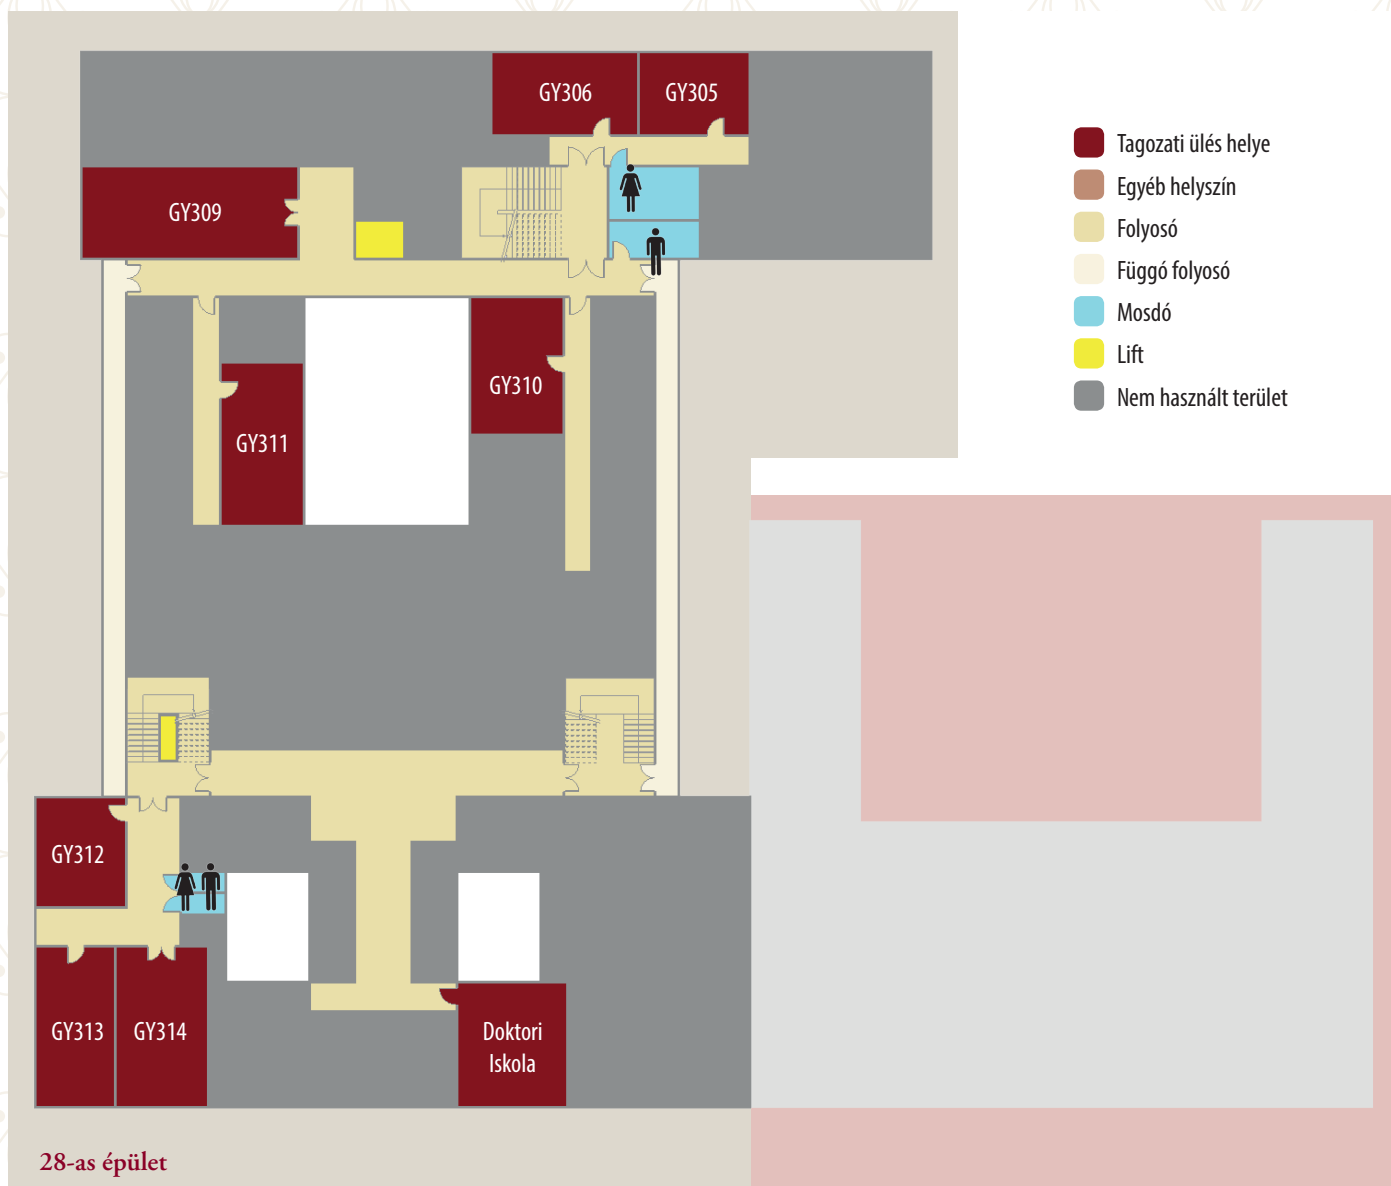 GY306
GY305
GY309
GY310
GY311
GY312
GY313
GY314
Doktori
Iskola
Tagozati ülés helye
Egyéb helyszín
Folyosó
Függó folyosó
Mosdó
Lift
Nem használt terület
28-as épület